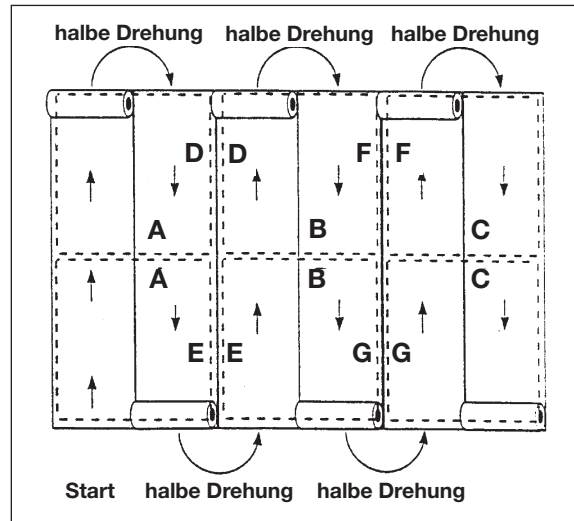 halbe Drehung halbe Drehung halbe Drehung
D D F F
A B C
A B C
E E G G
Start halbe Drehung halbe Drehung